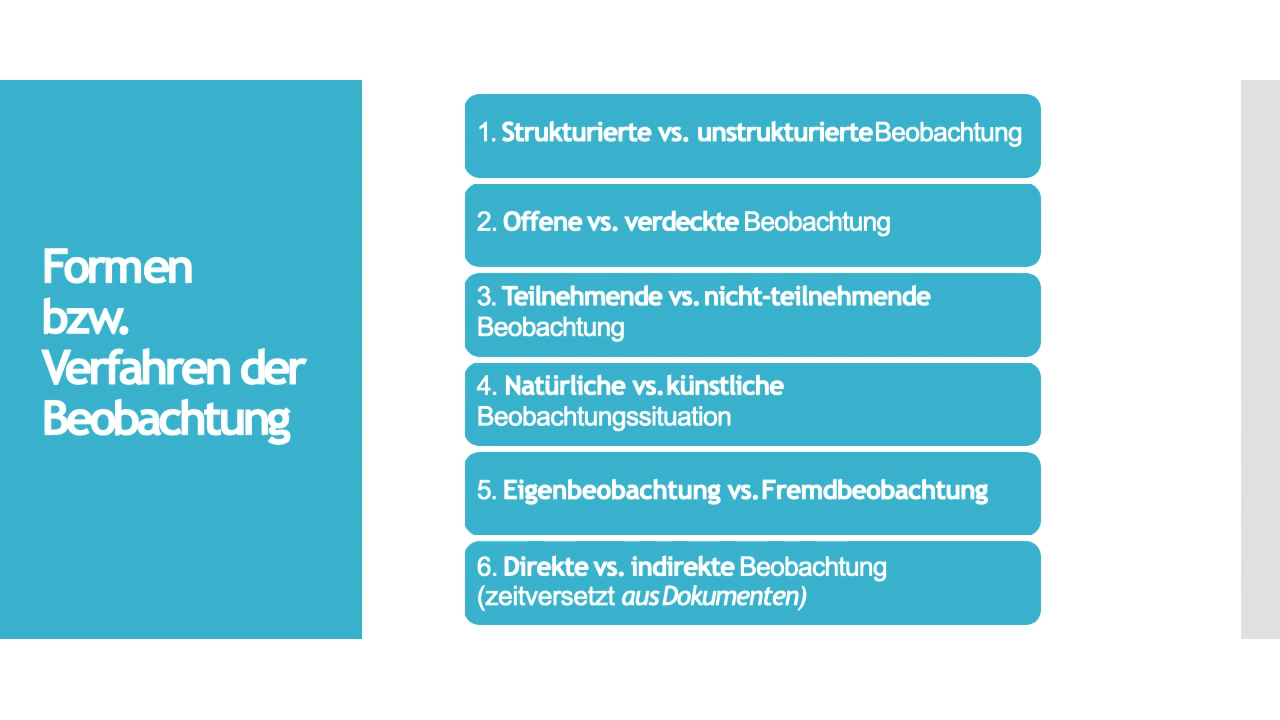 Formen
bzw.
Verfahren der
Beobachtung
1. Strukturierte vs. unstrukturierte Beobachtung
2. Offene vs. verdeckte Beobachtung
3. Teilnehmende vs. nicht-teilnehmende
Beobachtung
4. Natürliche vs. künstliche
Beobachtungssituation
5. Eigenbeobachtung vs. Fremdbeobachtung
6. Direkte vs. indirekte Beobachtung
(zeitversetzt aus Dokumenten)